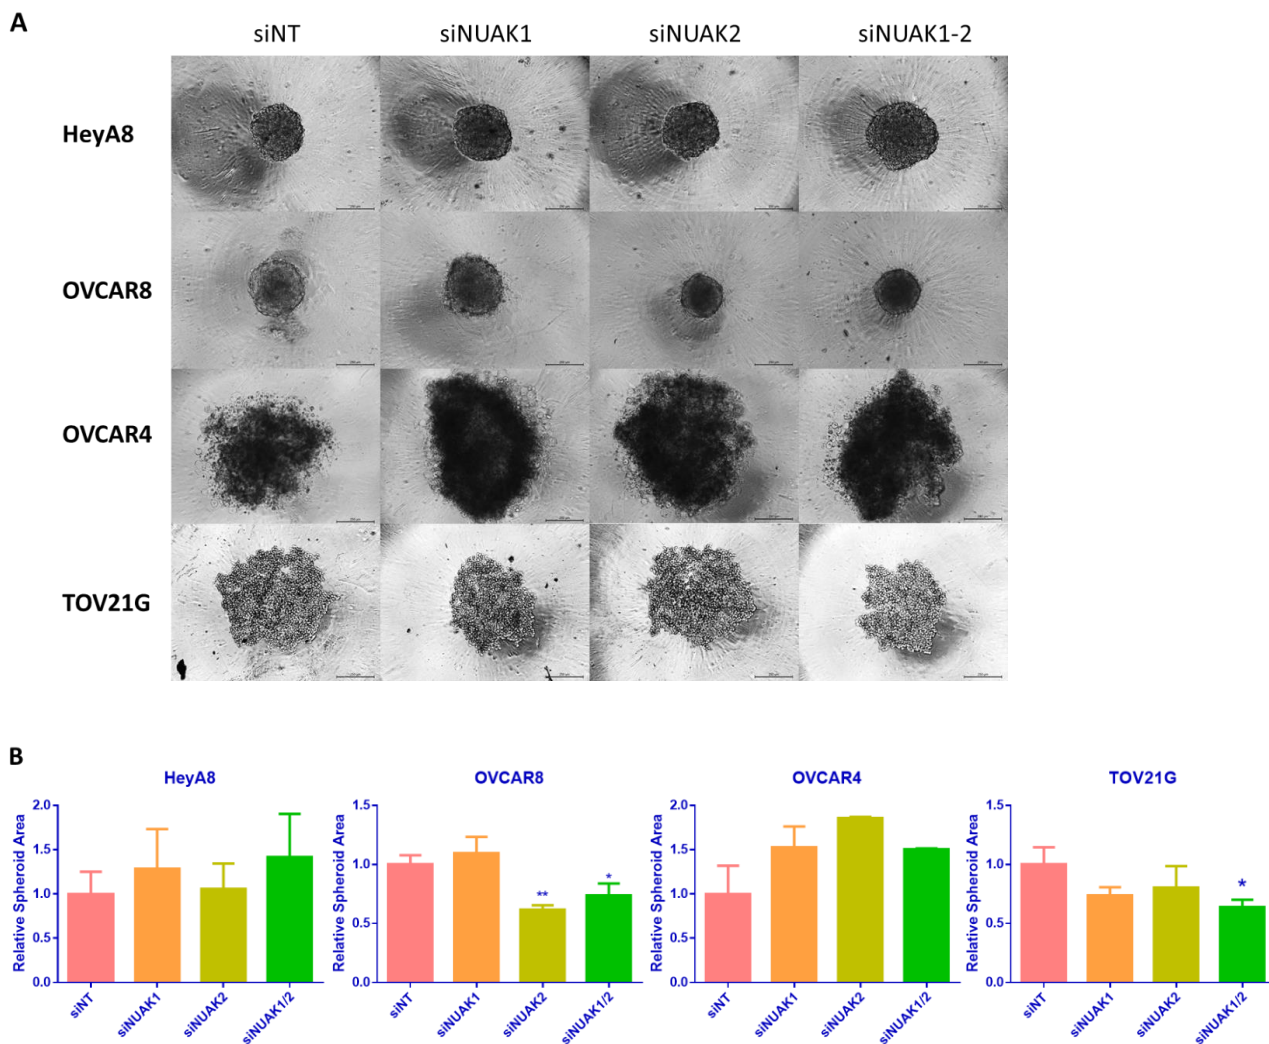 A
siNT siNUAK1 siNUAK2 siNUAK1-2
HeyA8
OVCAR8
OVCAR4
TOV21G
B
HeyA8 OVCAR8 OVCAR4 TOV21G
Relative Spheroid Area
2.0
1.5
1.0
0.5
0.0
siNT siNUAK1 siNUAK2 siNUAK1/2
Relative Spheroid Area
1.5
1.0
0.5
0.0
** *
siNT siNUAK1 siNUAK2 siNUAK1/2
Relative Spheroid Area
2.0
1.5
1.0
0.5
0.0
siNT siNUAK1 siNUAK2 siNUAK1/2
Relative Spheroid Area
1.5
1.0
0.5
0.0
*
siNT siNUAK1 siNUAK2 siNUAK1/2